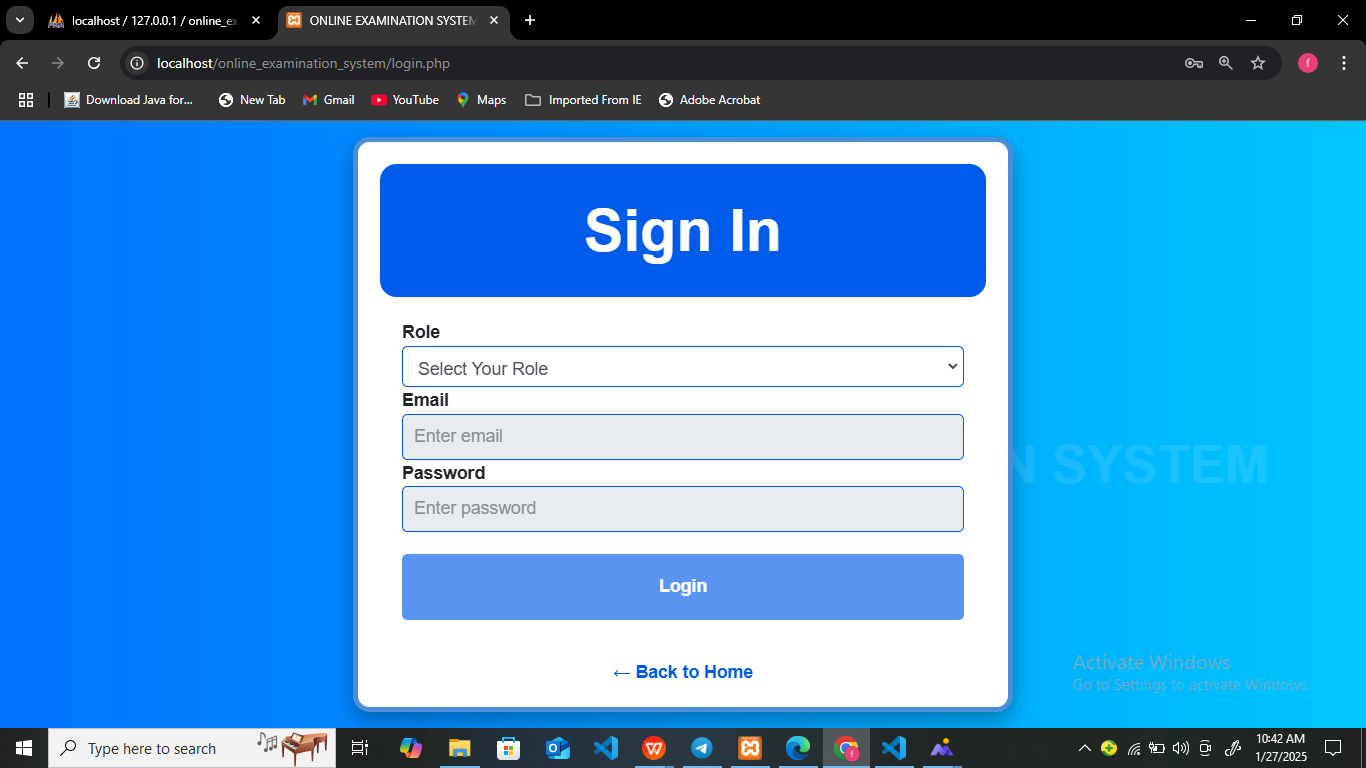 localhost / 127.0.0.1 / online_ex
ONLINE EXAMINATION SYSTEM
localhost/online_examination_system/login.php
f
Download Java for...
New Tab
Gmail
YouTube
Maps
Imported From IE
Adobe Acrobat
Sign In
Role
Select Your Role
Email
Enter email
N SYSTEM
Password
Enter password
Login
← Back to Home
Activate Windows
Go to Settings to activate Windows.
Type here to search
10:42 AM
1/27/2025